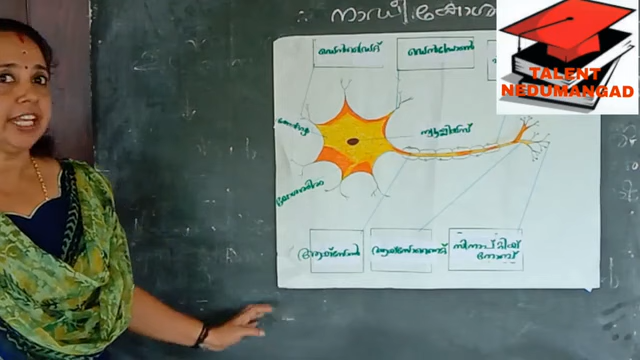 നാഡീ കോശം
TALENT
NEDUMANGAD
ഡെൻഡ്രൈറ്റ്
ഡെൻഡ്രോൺ
ന്യൂക്ലിയസ്
ആക്സോൺ
ആക്സോണൈറ്റ്
സിനാപ്റ്റിക്
നോബ്